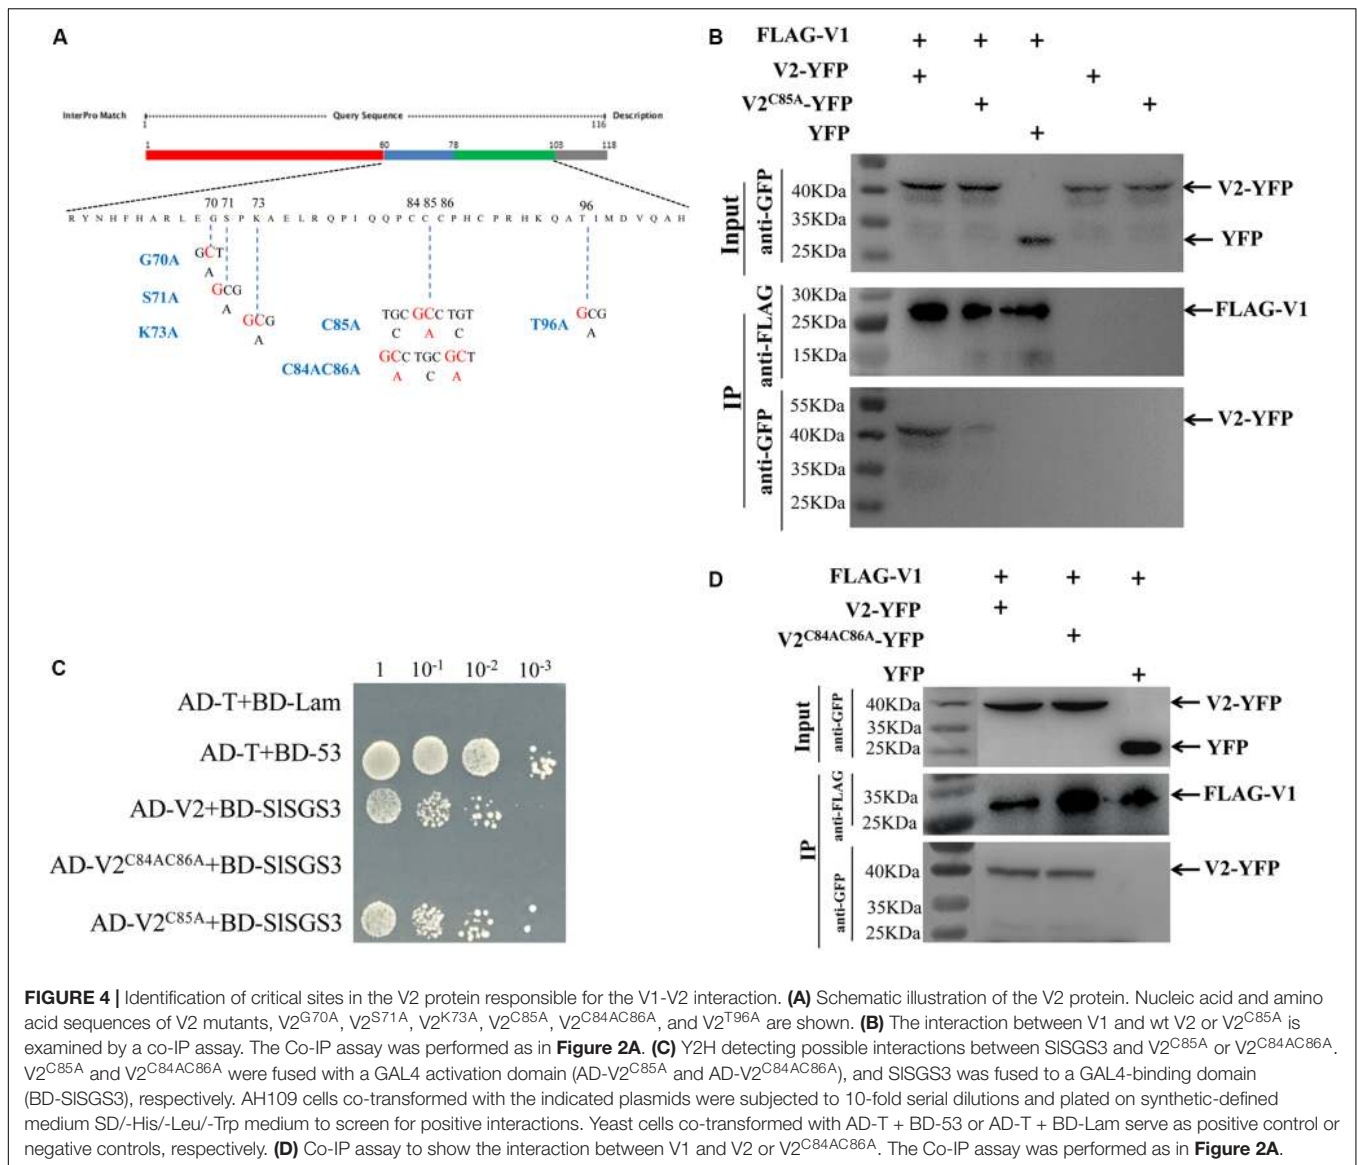 A
InterPro Match
Query Sequence
Description
1
116
1
60
78
103
118
70 71 73 84 85 86 96
R Y N H F H A R L E G S P K A E L R Q P I Q Q P C C C P H C P R H K Q A T I M D V Q A H
G70A
GCT
A
S71A
GCG
A
K73A
GCG
A
C85A
TGC GCC TGT
C A C
C84AC86A
GCC TGC GCT
A C A
T96A
GCG
A
B
FLAG-V1 + + +
V2-YFP + +
V2C85A-YFP + +
YFP +
Input
anti-GFP
40KDa
35KDa
25KDa
V2-YFP
YFP
IP
anti-FLAG
30KDa
25KDa
15KDa
FLAG-V1
anti-GFP
55KDa
40KDa
35KDa
25KDa
V2-YFP
C
1 10-1 10-2 10-3
AD-T+BD-Lam
AD-T+BD-53
AD-V2+BD-SlSGS3
AD-V2C84AC86A+BD-SlSGS3
AD-V2C85A+BD-SlSGS3
D
FLAG-V1 + + +
V2-YFP +
V2C84AC86A-YFP +
YFP +
Input
anti-GFP
40KDa
35KDa
25KDa
V2-YFP
YFP
IP
anti-FLAG
35KDa
25KDa
FLAG-V1
anti-GFP
40KDa
35KDa
25KDa
V2-YFP
FIGURE 4 | Identification of critical sites in the V2 protein responsible for the V1-V2 interaction. (A) Schematic illustration of the V2 protein. Nucleic acid and amino
acid sequences of V2 mutants, V2G70A, V2S71A, V2K73A, V2C85A, V2C84AC86A, and V2T96A are shown. (B) The interaction between V1 and wt V2 or V2C85A is
examined by a co-IP assay. The Co-IP assay was performed as in Figure 2A. (C) Y2H detecting possible interactions between SlSGS3 and V2C85A or V2C84AC86A.
V2C85A and V2C84AC86A were fused with a GAL4 activation domain (AD-V2C85A and AD-V2C84AC86A), and SlSGS3 was fused to a GAL4-binding domain
(BD-SlSGS3), respectively. AH109 cells co-transformed with the indicated plasmids were subjected to 10-fold serial dilutions and plated on synthetic-defined
medium SD/-His/-Leu/-Trp medium to screen for positive interactions. Yeast cells co-transformed with AD-T + BD-53 or AD-T + BD-Lam serve as positive control or
negative controls, respectively. (D) Co-IP assay to show the interaction between V1 and V2 or V2C84AC86A. The Co-IP assay was performed as in Figure 2A.